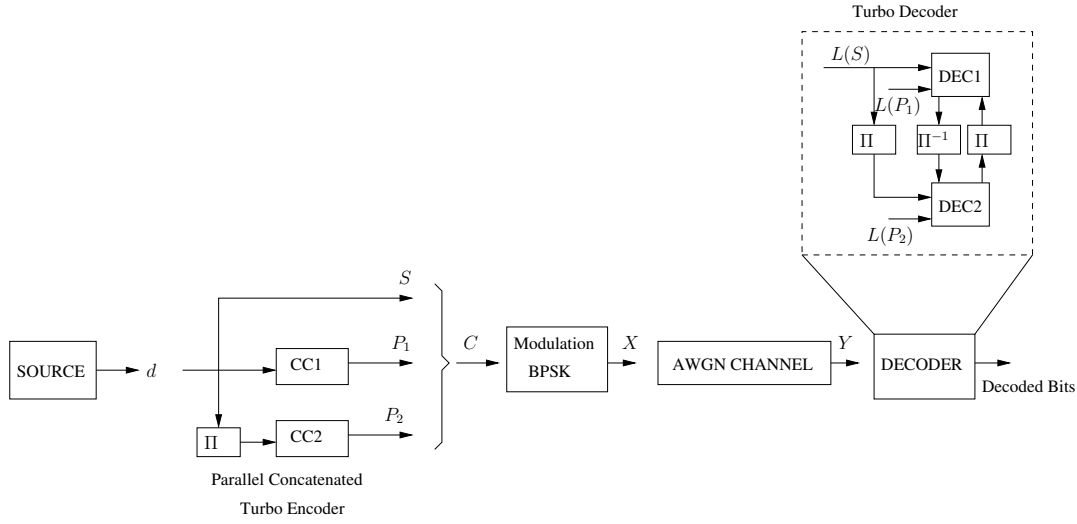 Turbo Decoder
L(S)
DEC1
L(P₁)
Π
Π⁻¹
Π
DEC2
L(P₂)
S
SOURCE
d
CC1
P₁
C
Modulation
BPSK
X
AWGN CHANNEL
Y
DECODER
Decoded Bits
Π
CC2
P₂
Parallel Concatenated
Turbo Encoder